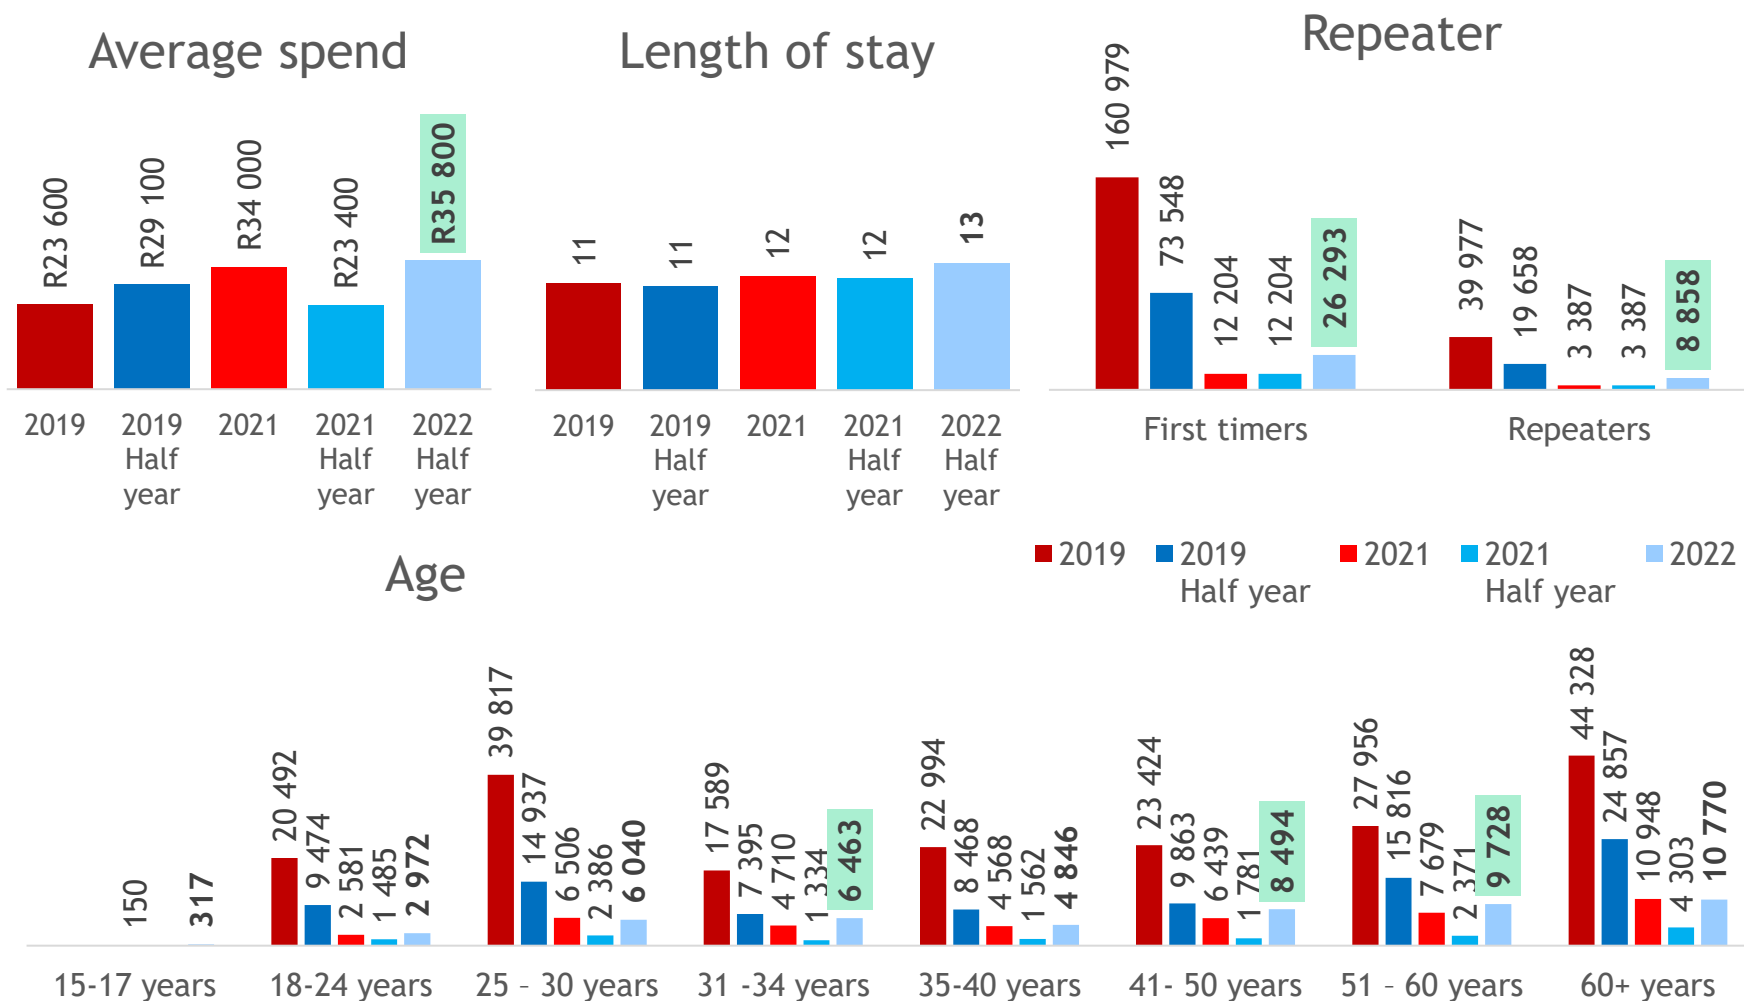 Average spend
R23 600
R29 100
R34 000
R23 400
R35 800
2019
2019
Half
year
2021
2021
Half
year
2022
Half
year
Length of stay
11
11
12
12
13
2019
2019
Half
year
2021
2021
Half
year
2022
Half
year
Repeater
160 979
73 548
12 204
12 204
26 293
39 977
19 658
3 387
3 387
8 858
First timers
Repeaters
2019
2019
Half year
2021
2021
Half year
2022
Age
150
317
20 492
9 474
2 581
1 485
2 972
39 817
14 937
6 506
2 386
6 040
17 589
7 395
4 710
1 334
6 463
22 994
8 468
4 568
1 562
4 846
23 424
9 863
6 439
1 781
8 494
27 956
15 816
7 679
2 371
9 728
44 328
24 857
10 948
4 303
10 770
15-17 years
18-24 years
25 – 30 years
31 -34 years
35-40 years
41- 50 years
51 – 60 years
60+ years